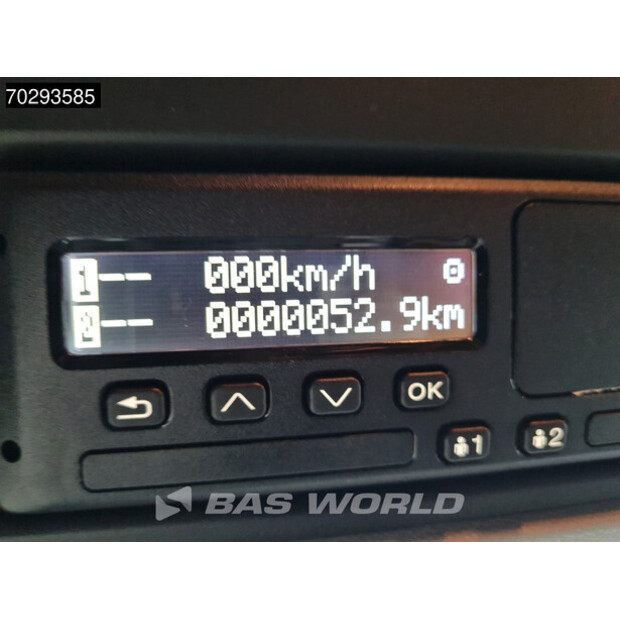 70293585
1-- 000km/h
2-- 0000052.9km
OK
1
2
BAS WORLD